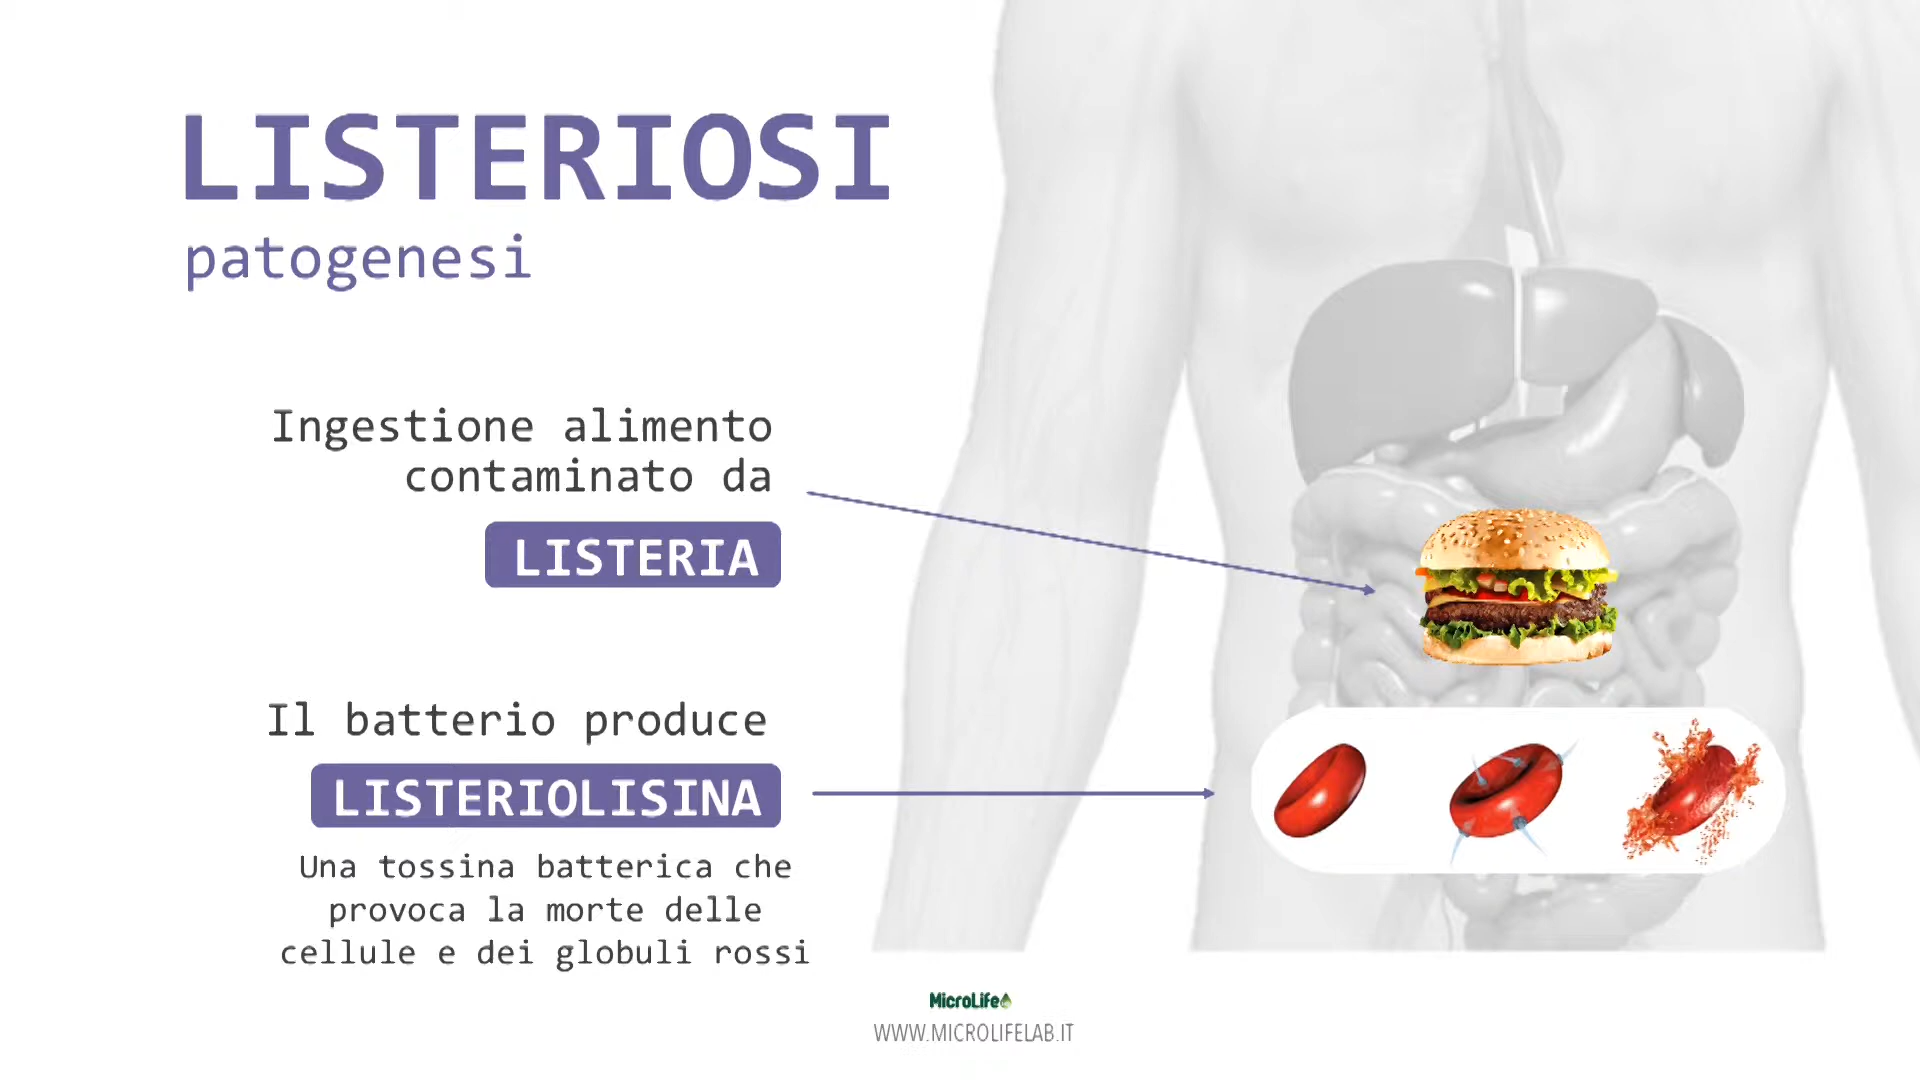 LISTERIOSI
patogenesi
Ingestione alimento
contaminato da
LISTERIA
Il batterio produce
LISTERIOLISINA
Una tossina batterica che
provoca la morte delle
cellule e dei globuli rossi
MicroLife
WWW.MICROLIFELAB.IT